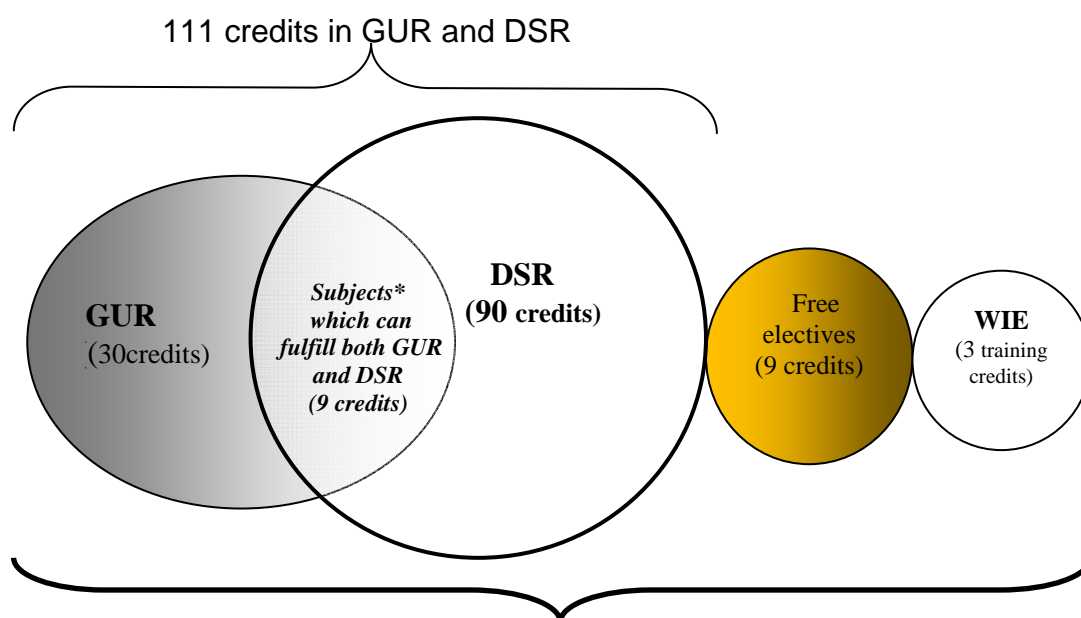 111 credits in GUR and DSR
GUR
(30credits)
Subjects*
which can
fulfill both GUR
and DSR
(9 credits)
DSR
(90 credits)
Free
electives
(9 credits)
WIE
(3 training
credits)